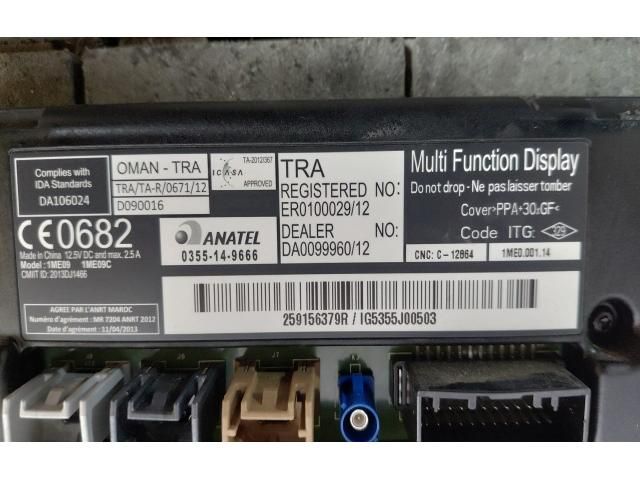 Complies with
IDA Standards
DA106024
OMAN - TRA
TRA/TA-R/0671/12
D090016
ICASA
TA-2012/367
APPROVED
TRA
REGISTERED NO:
ER0100029/12
DEALER NO:
DA0099960/12
Multi Function Display
Do not drop - Ne pas laisser tomber
Cover>PPA+30%GF<
Code ITG: 329
CNC: C-12864
1ME0.001.14
CE0682
Made in China 12.5V DC and max. 2.5 A
Model: 1ME09 1ME09C
CMIIT ID: 2013DJ1466
ANATEL
0355-14-9666
AGREE PAR L'ANRT MAROC
Numéro d'agrément : MR 7204 ANRT 2012
Date d'agrément : 11/04/2013
259156379R / IG5355J00503
J7